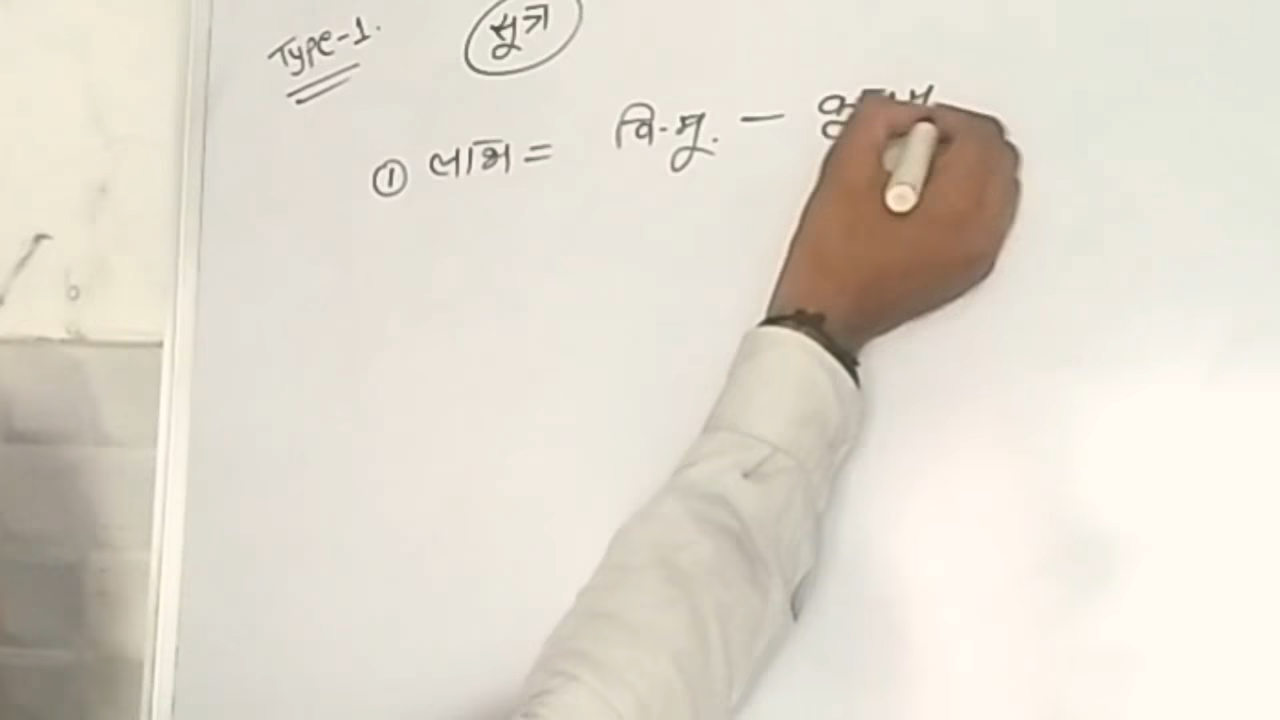 Type-1.
सूत्र
① लाभ = वि.मू. -